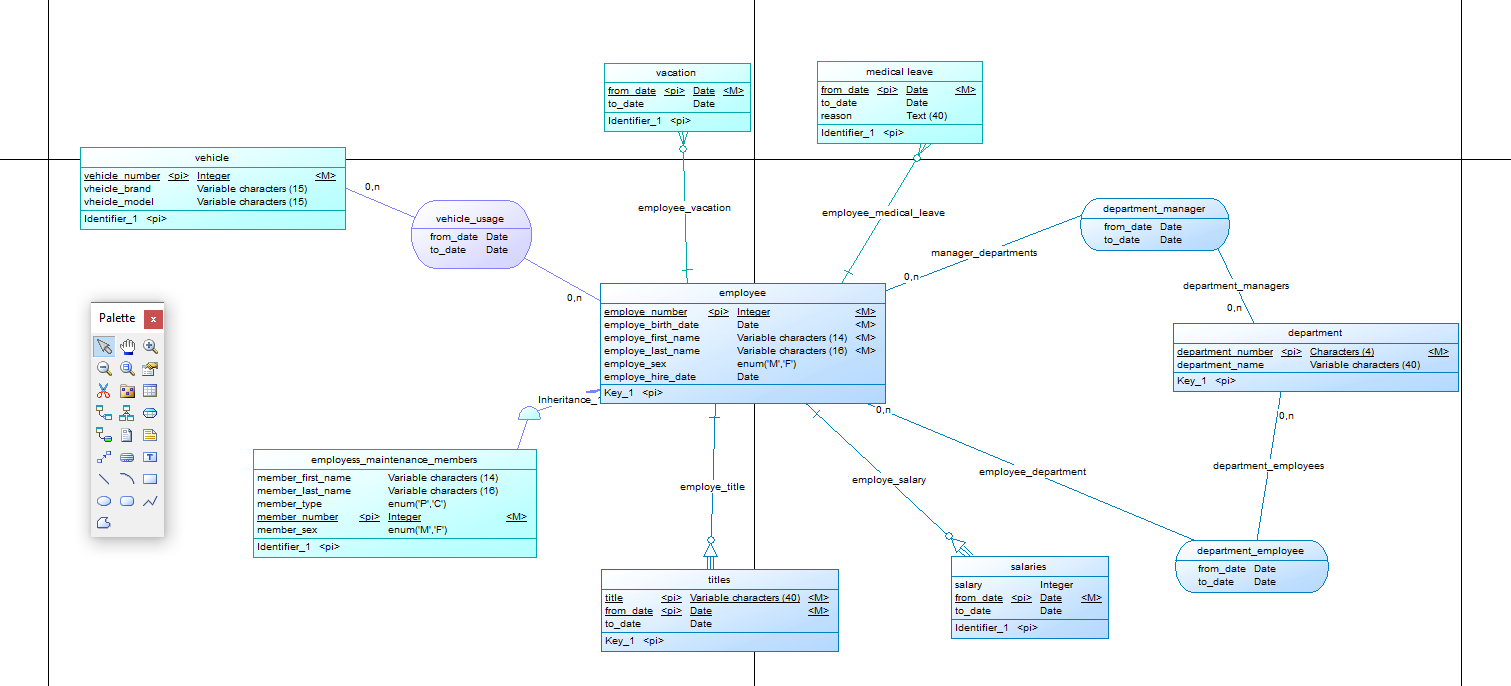 vacation
from_date <pi> Date <M>
to_date Date
Identifier_1 <pi>
medical leave
from_date <pi> Date <M>
to_date Date
reason Text (40)
Identifier_1 <pi>
vehicle
vehicle_number <pi> Integer <M>
vheicle_brand Variable characters (15)
vheicle_model Variable characters (15)
Identifier_1 <pi>
0,n
vehicle_usage
from_date Date
to_date Date
0,n
employee_vacation
employee_medical_leave
department_manager
from_date Date
to_date Date
manager_departments
0,n
department_managers
0,n
employee
employe_number <pi> Integer <M>
employe_birth_date Date <M>
employe_first_name Variable characters (14) <M>
employe_last_name Variable characters (16) <M>
employe_sex enum('M','F')
employe_hire_date Date
Key_1 <pi>
department
department_number <pi> Characters (4) <M>
department_name Variable characters (40)
Key_1 <pi>
Palette
x
Inheritance_
0,n
0,n
employess_maintenance_members
member_first_name Variable characters (14)
member_last_name Variable characters (16)
member_type enum('P','C')
member_number <pi> Integer <M>
member_sex enum('M','F')
Identifier_1 <pi>
employe_title
employe_salary
employee_department
department_employees
titles
title <pi> Variable characters (40) <M>
from_date <pi> Date <M>
to_date Date
Key_1 <pi>
salaries
salary Integer
from_date <pi> Date <M>
to_date Date
Identifier_1 <pi>
department_employee
from_date Date
to_date Date